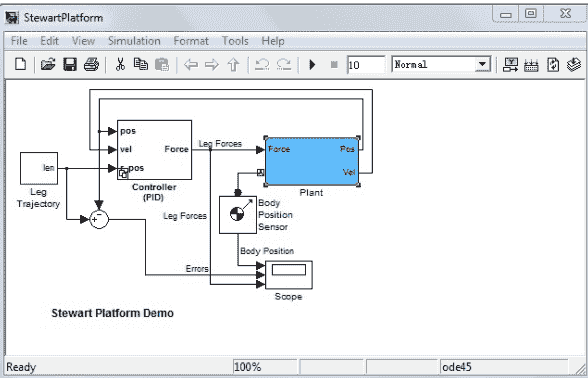 StewartPlatform
File Edit View Simulation Format Tools Help
10 Normal
pos
vel
r_pos
Force
Controller
(PID)
len
Leg
Trajectory
Leg Forces
Force
Pos
Vel
Plant
Leg Forces
Body
Position
Sensor
Body Position
Errors
Scope
Stewart Platform Demo
Ready 100% ode45